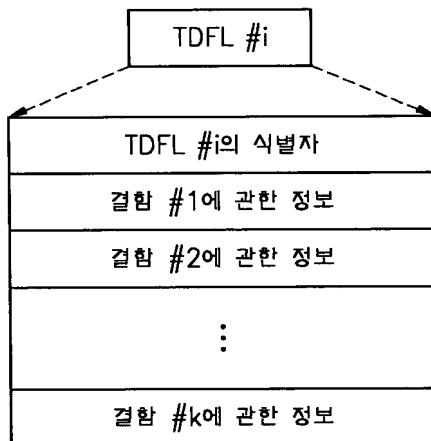 TDFL #i
TDFL #i의 식별자
결함 #1에 관한 정보
결함 #2에 관한 정보
⋮
결함 #k에 관한 정보